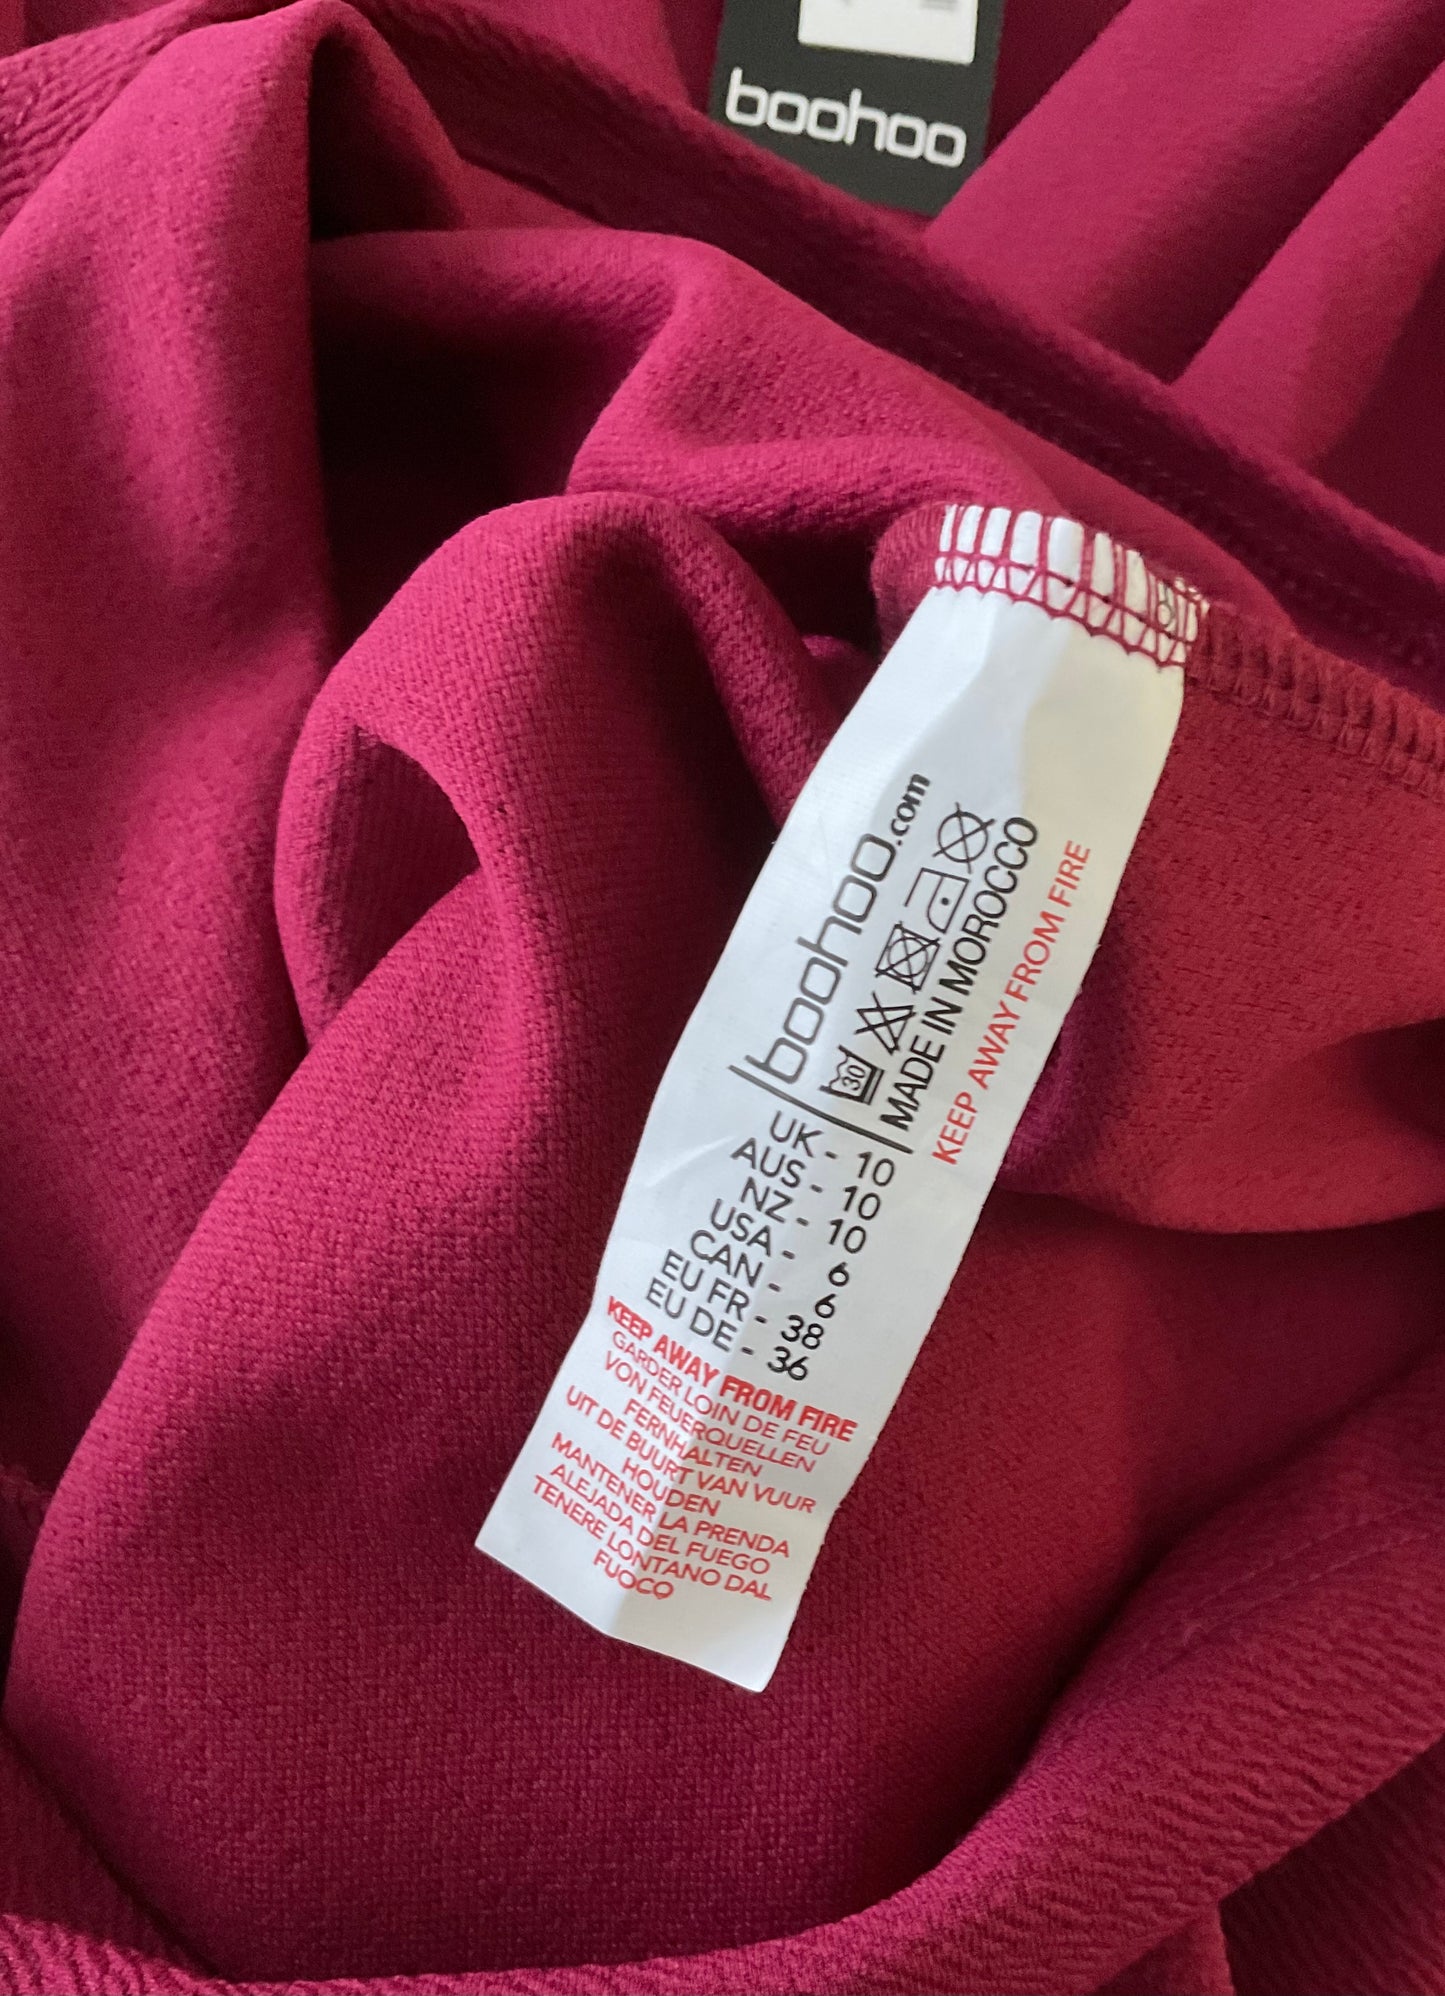 boohoo
boohoo.com
30
MADE IN MOROCCO
KEEP AWAY FROM FIRE
UK - 10
AUS - 10
NZ - 10
USA - 6
CAN - 6
EU FR - 38
EU DE - 36
KEEP AWAY FROM FIRE
GARDER LOIN DE FEU
VON FEUERQUELLEN
FERNHALTEN
UIT DE BUURT VAN VUUR
HOUDEN
MANTENER LA PRENDA
ALEJADA DEL FUEGO
TENERE LONTANO DAL
FUOCO